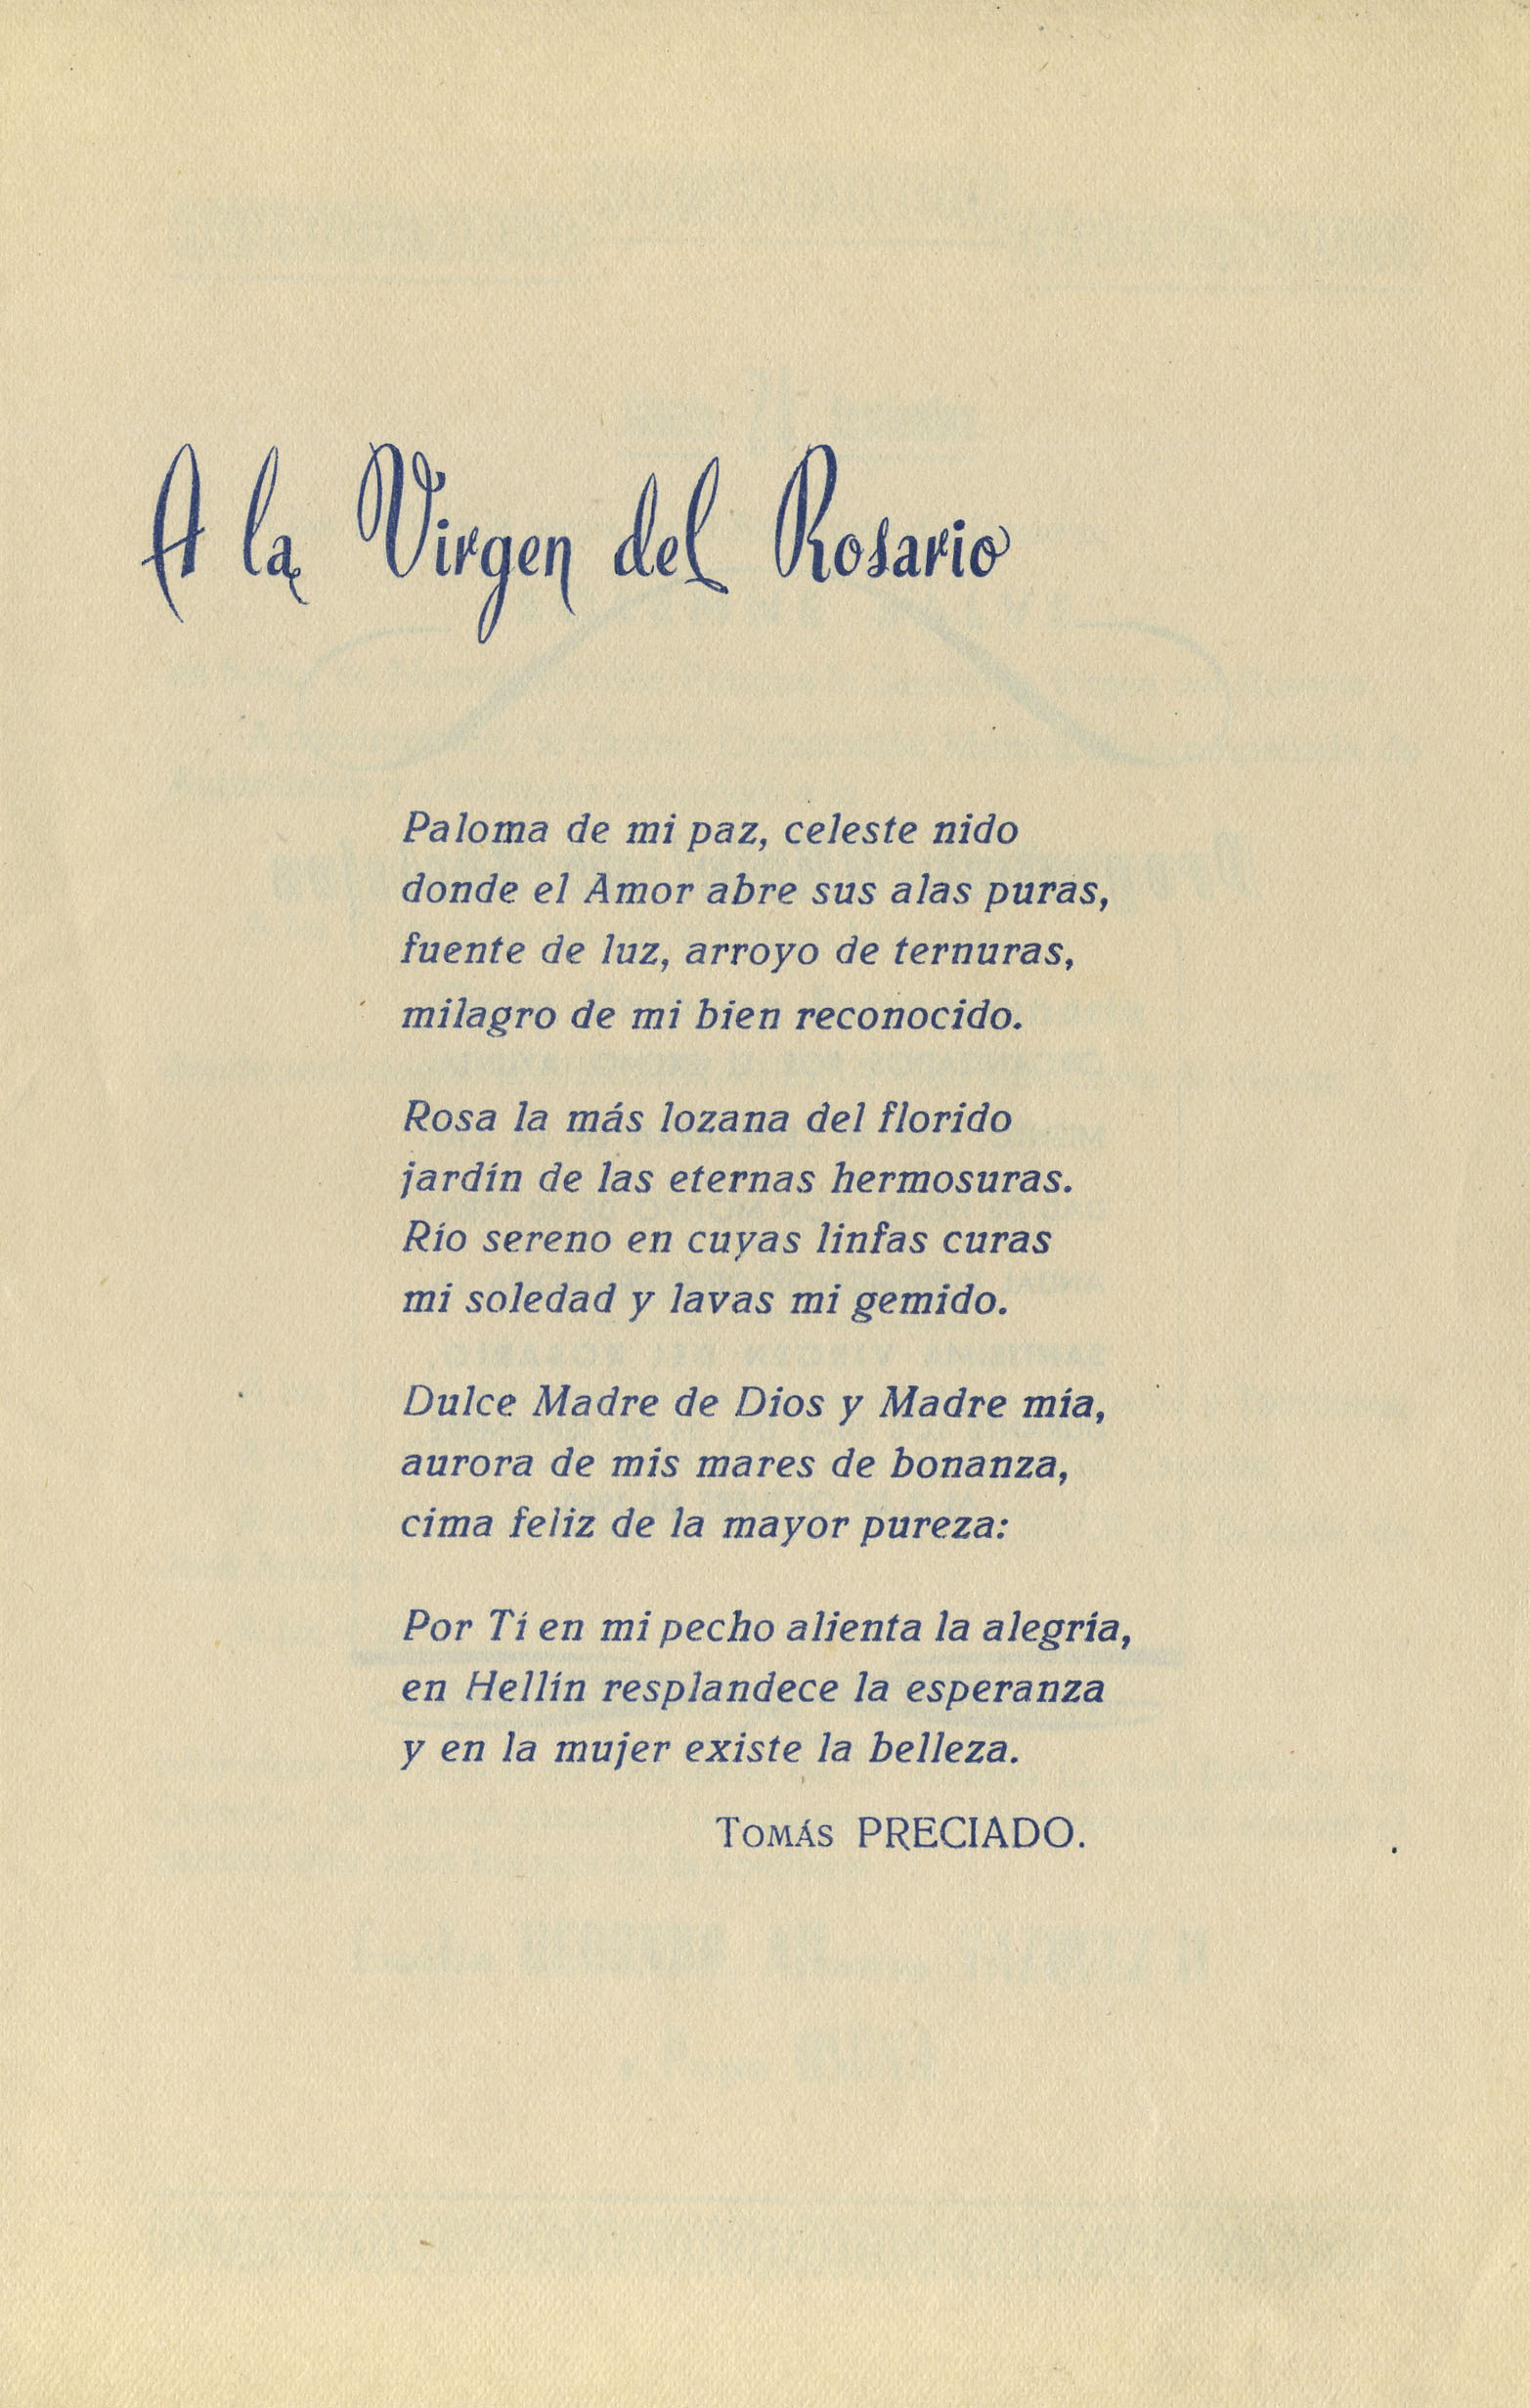 A la Virgen del Rosario
Paloma de mi paz, celeste nido
donde el Amor abre sus alas puras,
fuente de luz, arroyo de ternuras,
milagro de mi bien reconocido.
Rosa la más lozana del florido
jardín de las eternas hermosuras.
Río sereno en cuyas linfas curas
mi soledad y lavas mi gemido.
Dulce Madre de Dios y Madre mía,
aurora de mis mares de bonanza,
cima feliz de la mayor pureza:
Por Tí en mi pecho alienta la alegría,
en Hellín resplandece la esperanza
y en la mujer existe la belleza.
TOMÁS PRECIADO.